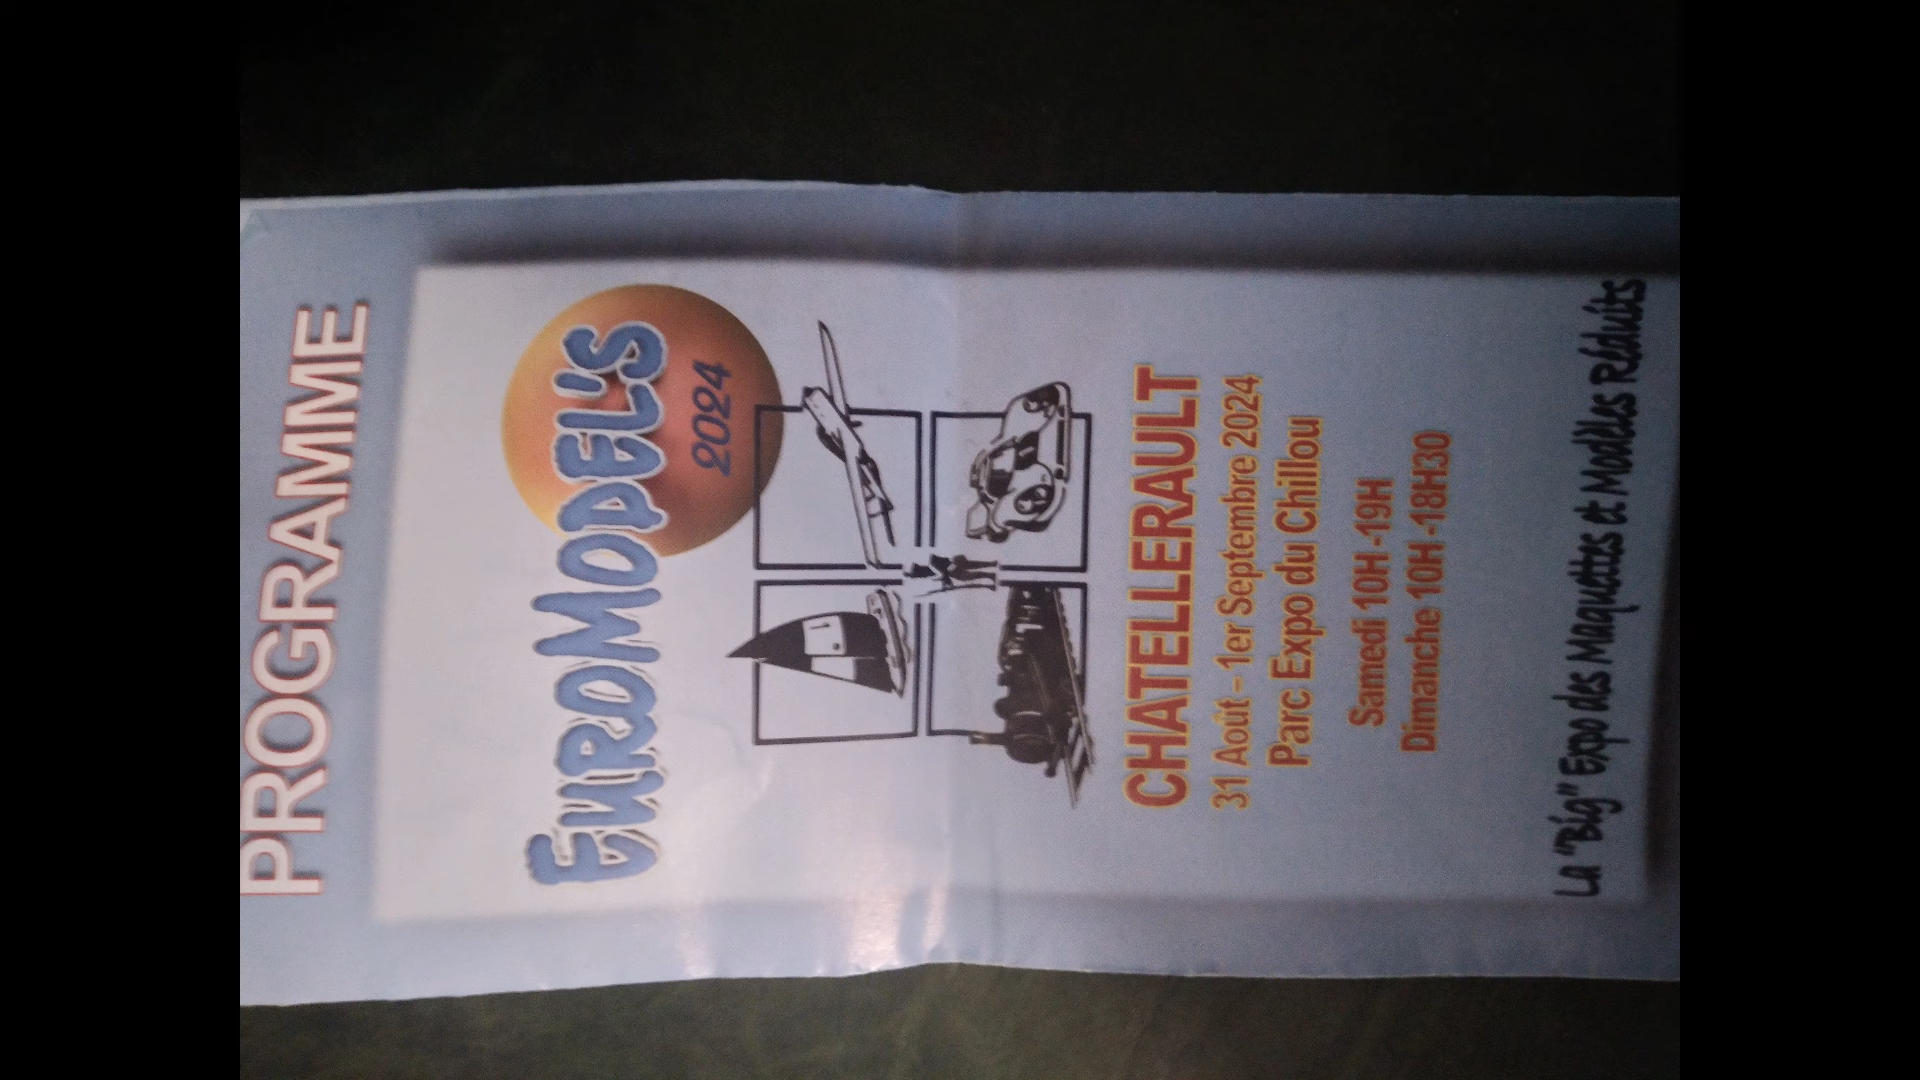 PROGRAMME
EUROMODEL'S
2024
CHATELLERAULT
31 Août – 1er Septembre 2024
Parc Expo du Chillou
Samedi 10H -19H
Dimanche 10H -18H30
La "Big" Expo des Maquettes et Modèles Réduits